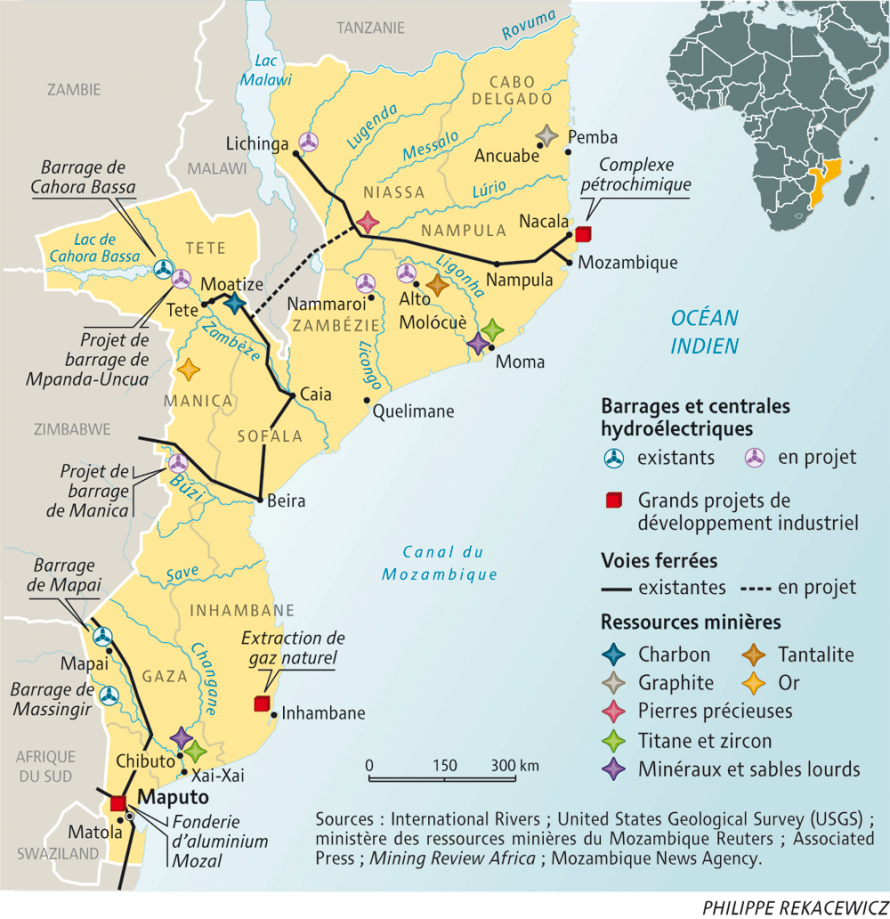 TANZANIE
Rovuma
Lac
Malawi
ZAMBIE
CABO
DELGADO
Lugenda
Lichinga
Messalo
Pemba
Ancuabe
Barrage de
Cahora Bassa
MALAWI
Complexe
pétrochimique
NIASSA
Lúrio
TETE
NAMPULA
Nacala
Lac de
Cahora Bassa
Mozambique
Moatize
Ligonha
Nampula
Tete
Nammaroi
Alto
Molócuè
ZAMBÉZIE
OCÉAN
INDIEN
Projet de
barrage de
Mpanda-Uncua
Zambèze
Licongo
Moma
MANICA
Caia
Quelimane
ZIMBABWE
SOFALA
Projet de
barrage
de Manica
Búzi
Beira
Canal du
Mozambique
Barrage
de Mapai
Save
INHAMBANE
Extraction de
gaz naturel
Mapai
GAZA
Changane
Barrage de
Massingir
Inhambane
AFRIQUE
DU SUD
Chibuto
Xai-Xai
Maputo
Matola
Fonderie
d'aluminium
Mozal
SWAZILAND
Barrages et centrales
hydroélectriques
existants en projet
Grands projets de
développement industriel
Voies ferrées
existantes en projet
Ressources minières
Charbon Tantalite
Graphite Or
Pierres précieuses
Titane et zircon
Minéraux et sables lourds
0 150 300 km
Sources : International Rivers ; United States Geological Survey (USGS) ;
ministère des ressources minières du Mozambique Reuters ; Associated
Press ; Mining Review Africa ; Mozambique News Agency.
PHILIPPE REKACEWICZ